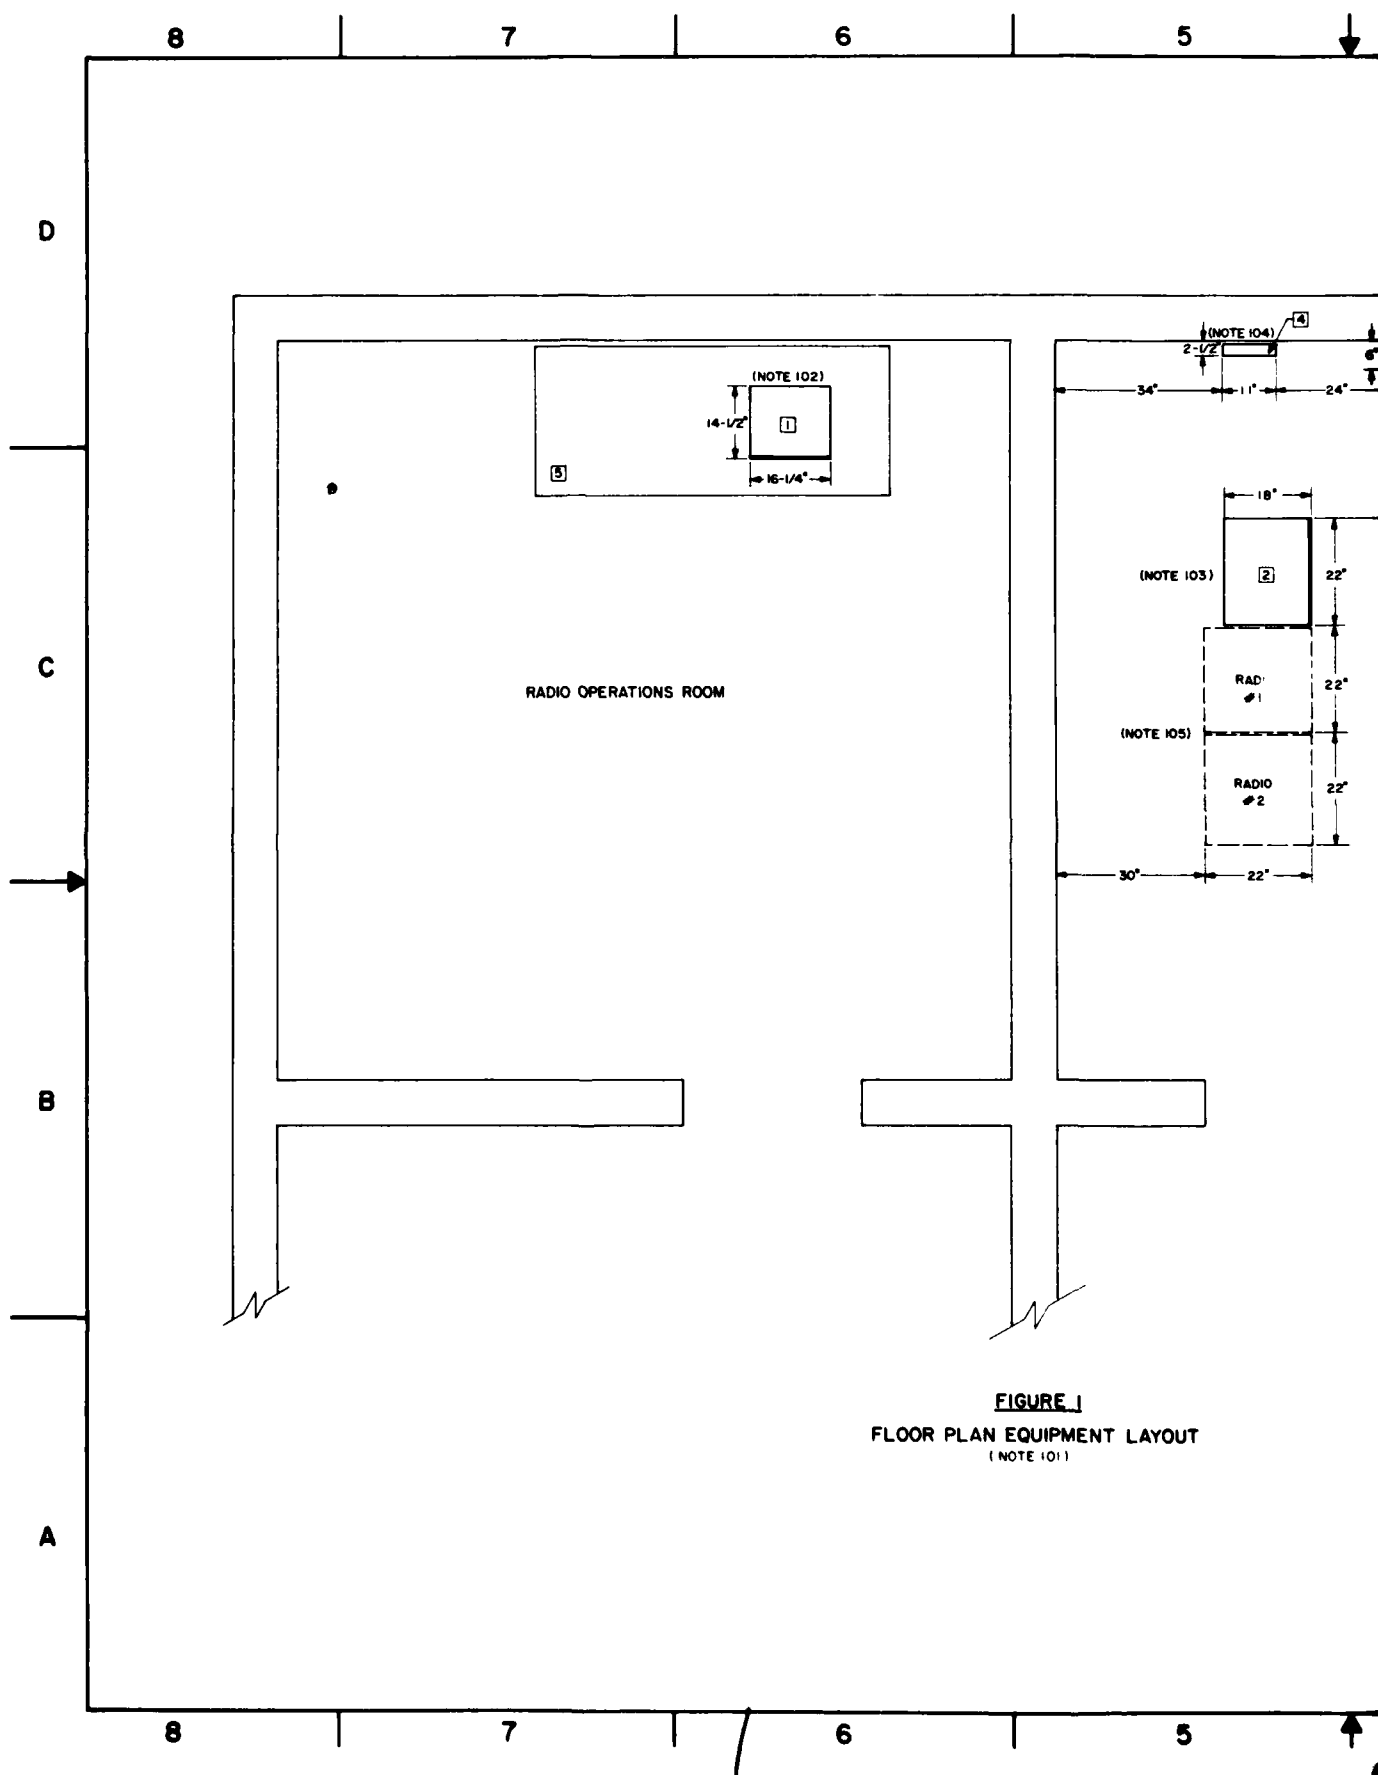 8 7 6 5
D
(NOTE 104) 4
2-1/2" 6"
34" 11" 24"
(NOTE 102)
14-1/2" 1
5 16-1/4"
18"
(NOTE 103) 2 22"
C
RADIO OPERATIONS ROOM
RADI
#1 22"
(NOTE 105)
RADIO
#2 22"
30" 22"
B
FIGURE 1
FLOOR PLAN EQUIPMENT LAYOUT
(NOTE 101)
A
8 7 6 5